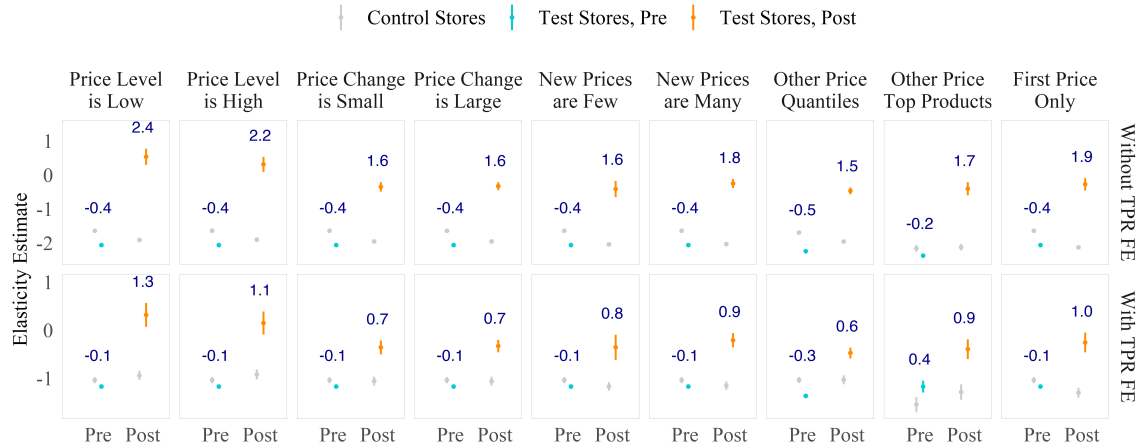 Control Stores Test Stores, Pre Test Stores, Post
Price Level Price Level Price Change Price Change New Prices New Prices Other Price Other Price First Price
is Low is High is Small is Large are Few are Many Quantiles Top Products Only
2.4 2.2 1.6 1.6 1.6 1.8 1.5 1.7 1.9
-0.4 -0.4 -0.4 -0.4 -0.4 -0.4 -0.5 -0.2 -0.4
1
0
-1
-2
Without TPR FE
Elasticity Estimate
1.3 1.1 0.7 0.7 0.8 0.9 0.6 0.9 1.0
-0.1 -0.1 -0.1 -0.1 -0.1 -0.1 -0.3 0.4 -0.1
1
0
-1
With TPR FE
Pre Post Pre Post Pre Post Pre Post Pre Post Pre Post Pre Post Pre Post Pre Post